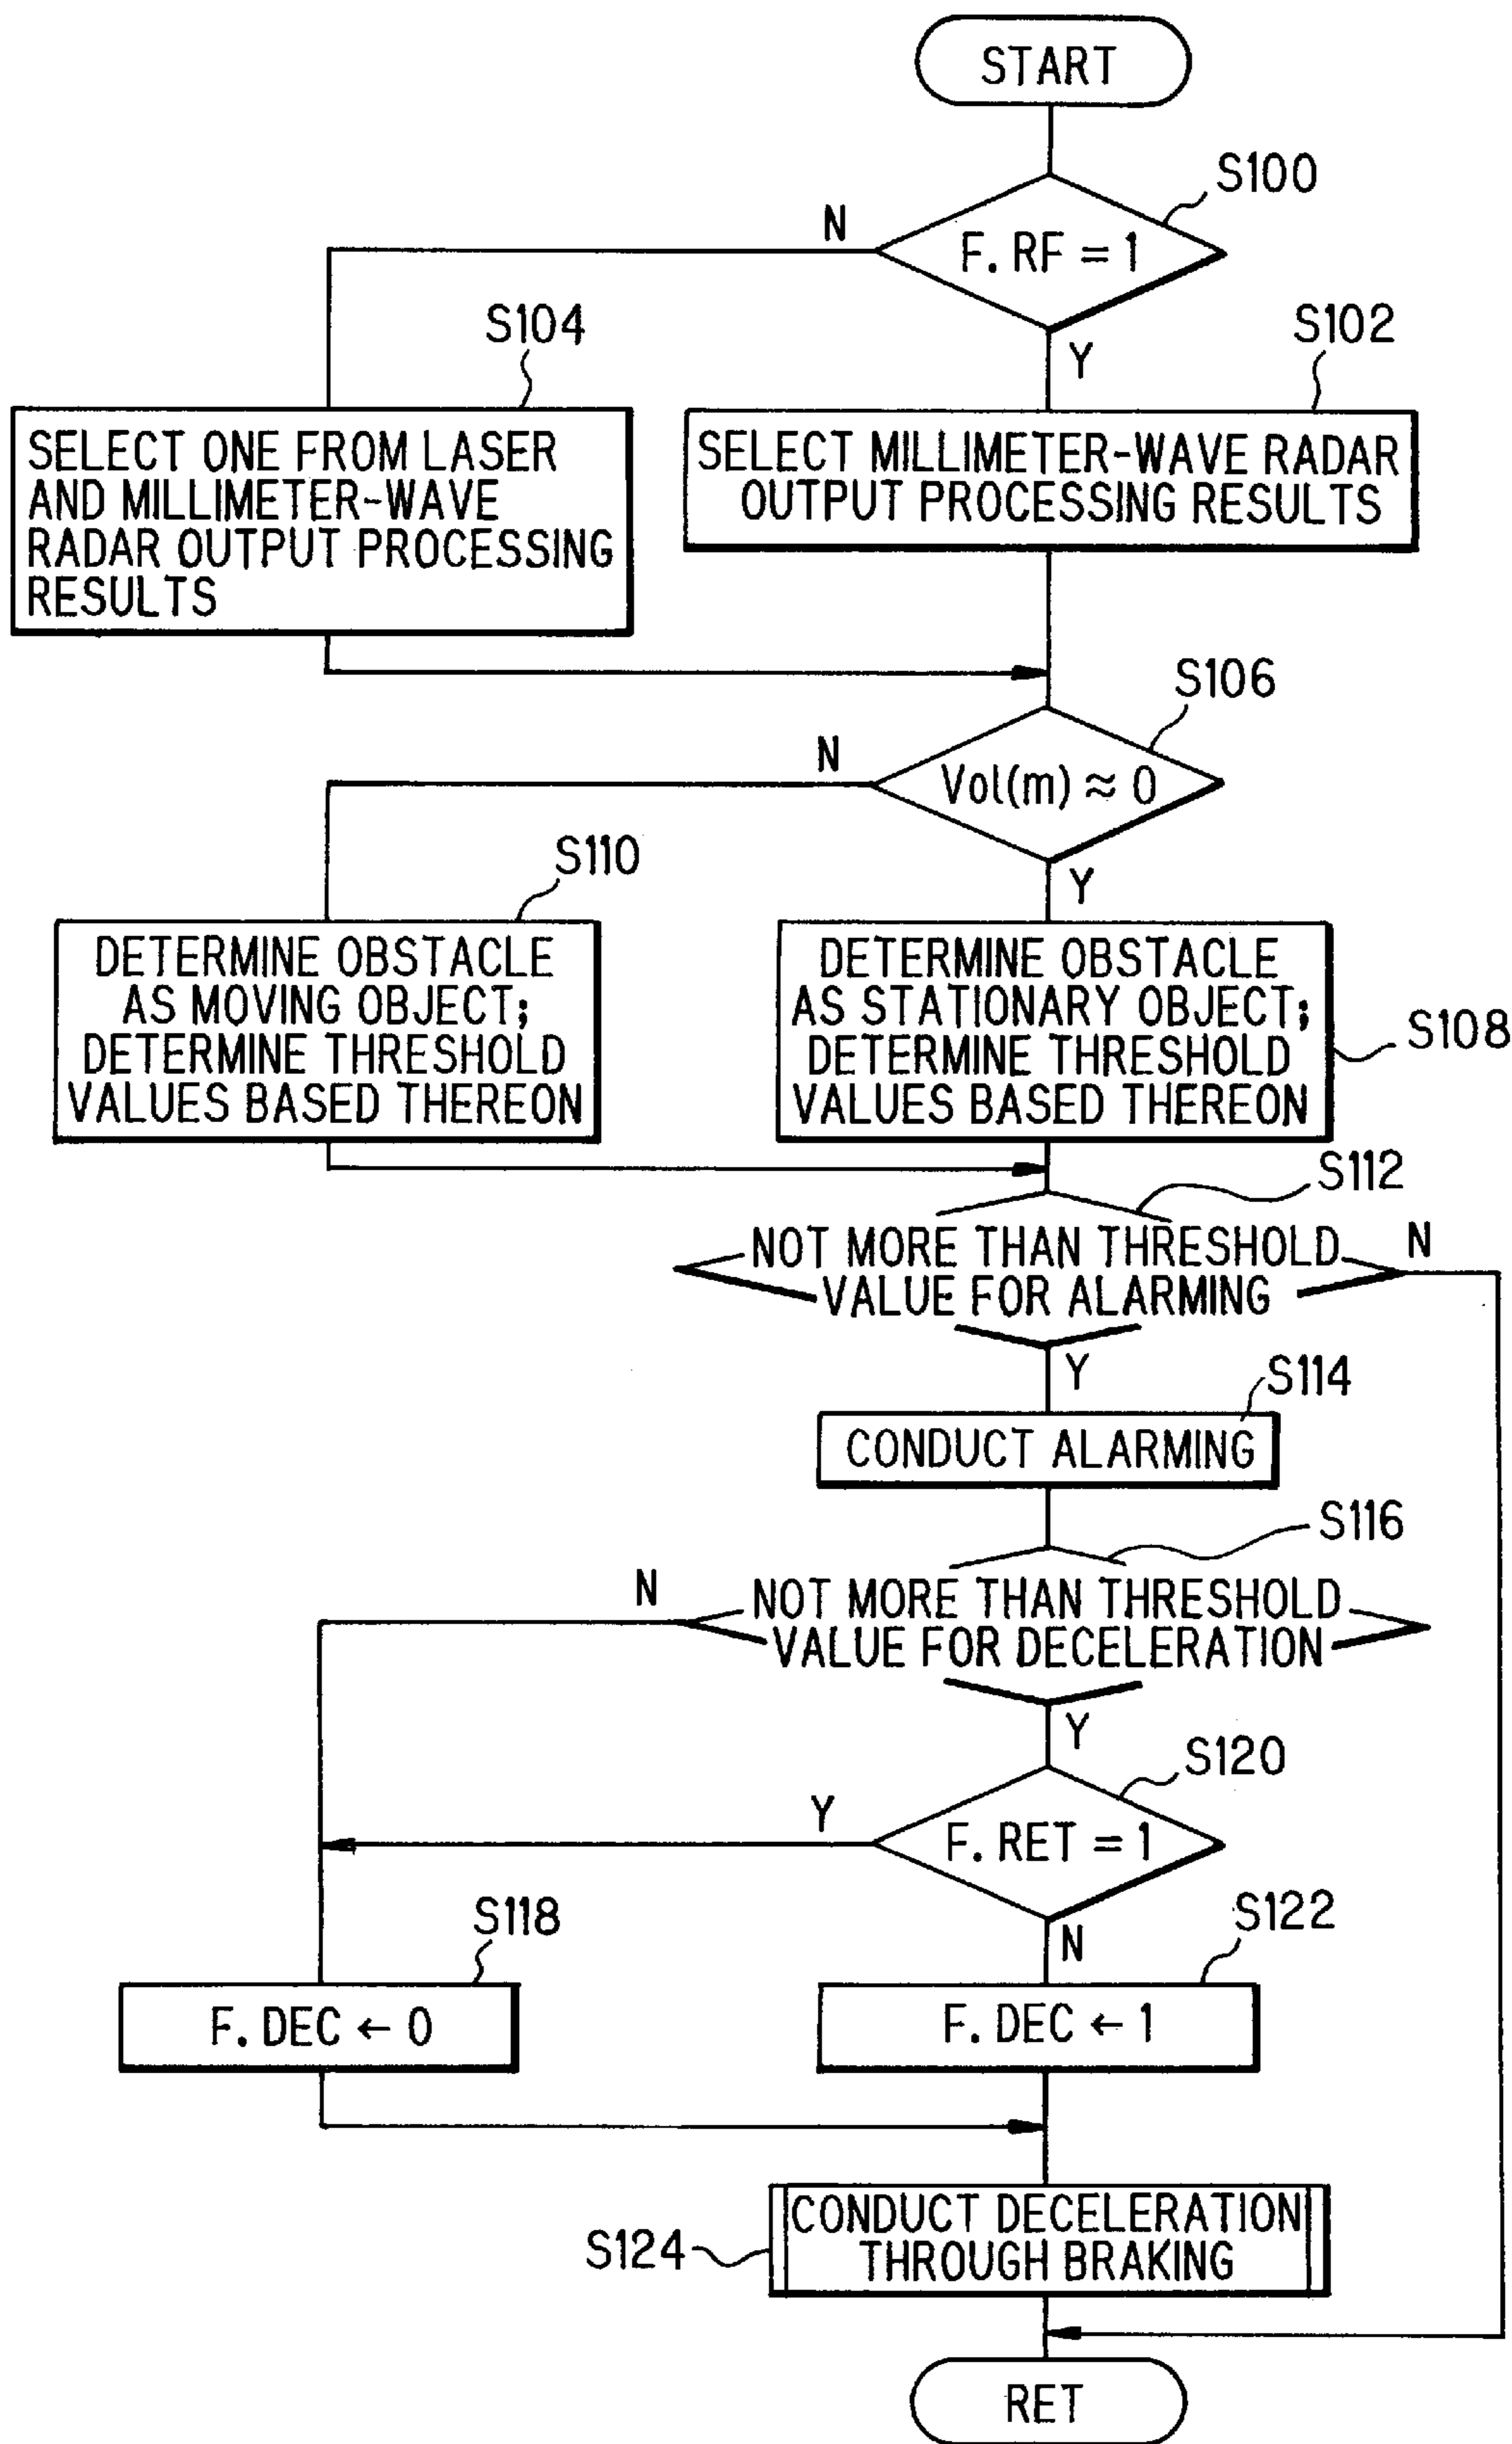 START
S100
N
F. RF = 1
S104
S102
Y
SELECT ONE FROM LASER
AND MILLIMETER-WAVE
RADAR OUTPUT PROCESSING
RESULTS
SELECT MILLIMETER-WAVE RADAR
OUTPUT PROCESSING RESULTS
S106
N
Vol(m) ≈ 0
S110
Y
DETERMINE OBSTACLE
AS MOVING OBJECT;
DETERMINE THRESHOLD
VALUES BASED THEREON
DETERMINE OBSTACLE
AS STATIONARY OBJECT;
DETERMINE THRESHOLD
VALUES BASED THEREON
S108
S112
NOT MORE THAN THRESHOLD
VALUE FOR ALARMING
N
Y
S114
CONDUCT ALARMING
S116
N
NOT MORE THAN THRESHOLD
VALUE FOR DECELERATION
Y
S120
Y
F. RET = 1
S118
N
S122
F. DEC ← 0
F. DEC ← 1
CONDUCT DECELERATION
THROUGH BRAKING
S124
RET